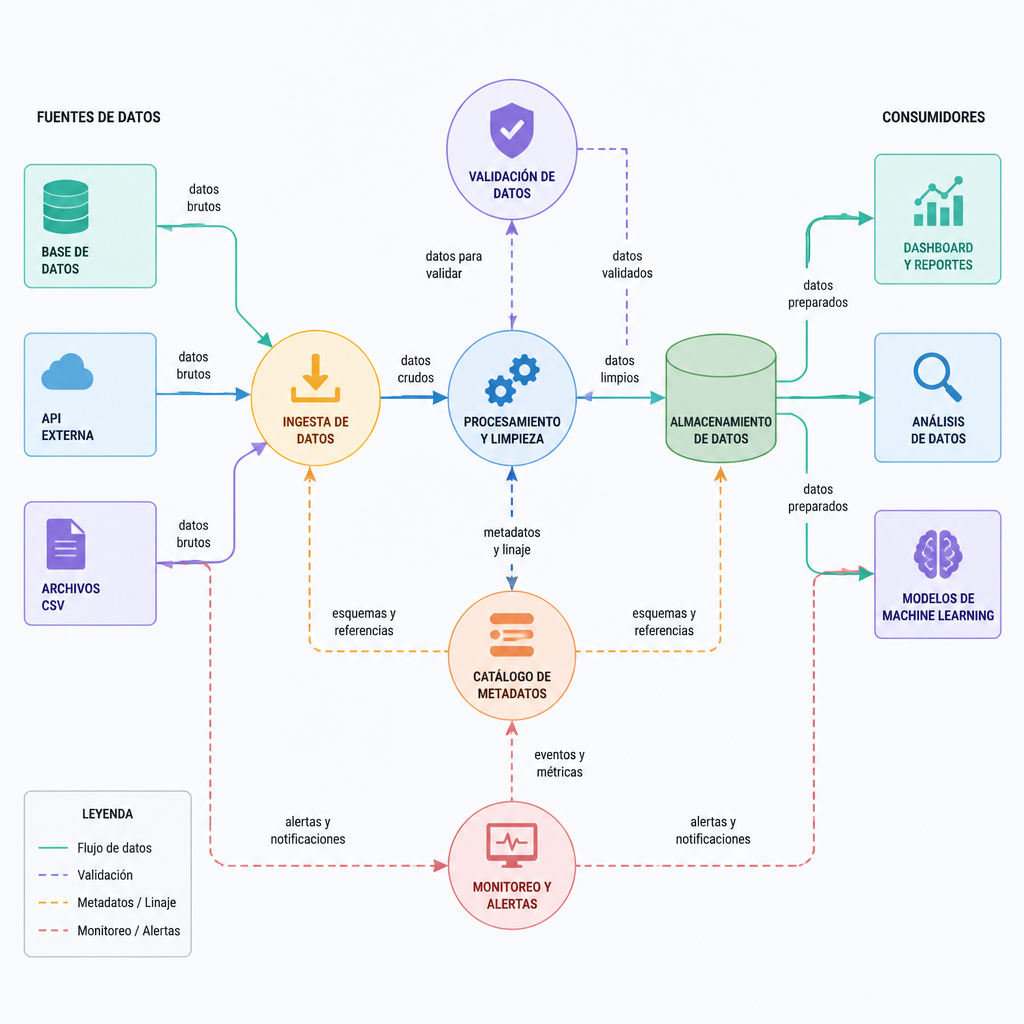 FUENTES DE DATOS
CONSUMIDORES
VALIDACIÓN DE
DATOS
BASE DE
DATOS
datos
brutos
datos para
validar
datos
validados
datos
preparados
DASHBOARD
Y REPORTES
API
EXTERNA
datos
brutos
INGESTA DE
DATOS
datos
crudos
PROCESAMIENTO
Y LIMPIEZA
datos
limpios
ALMACENAMIENTO
DE DATOS
ANÁLISIS
DE DATOS
ARCHIVOS
CSV
datos
brutos
metadatos
y linaje
datos
preparados
MODELOS DE
MACHINE LEARNING
esquemas y
referencias
esquemas y
referencias
CATÁLOGO DE
METADATOS
eventos y
métricas
alertas y
notificaciones
alertas y
notificaciones
MONITOREO Y
ALERTAS
LEYENDA
Flujo de datos
Validación
Metadatos / Linaje
Monitoreo / Alertas